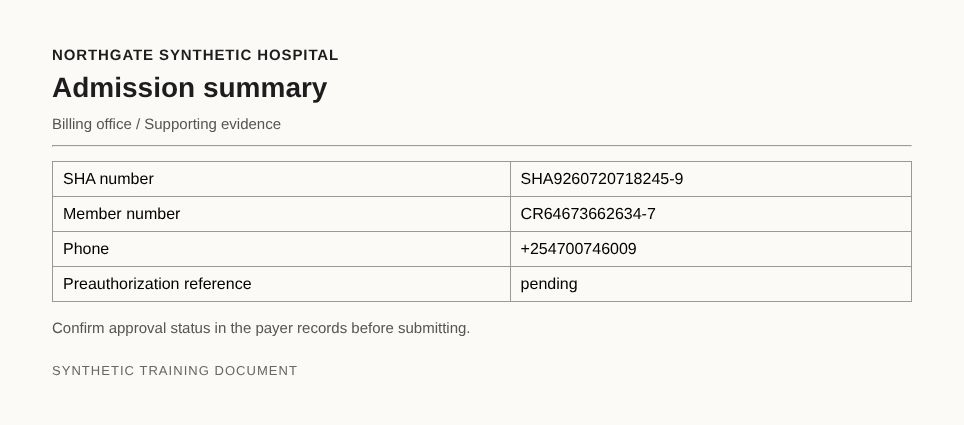 NORTHGATE SYNTHETIC HOSPITAL
Admission summary
Billing office / Supporting evidence
SHA number SHA9260720718245-9
Member number CR64673662634-7
Phone +254700746009
Preauthorization reference pending
Confirm approval status in the payer records before submitting.
SYNTHETIC TRAINING DOCUMENT